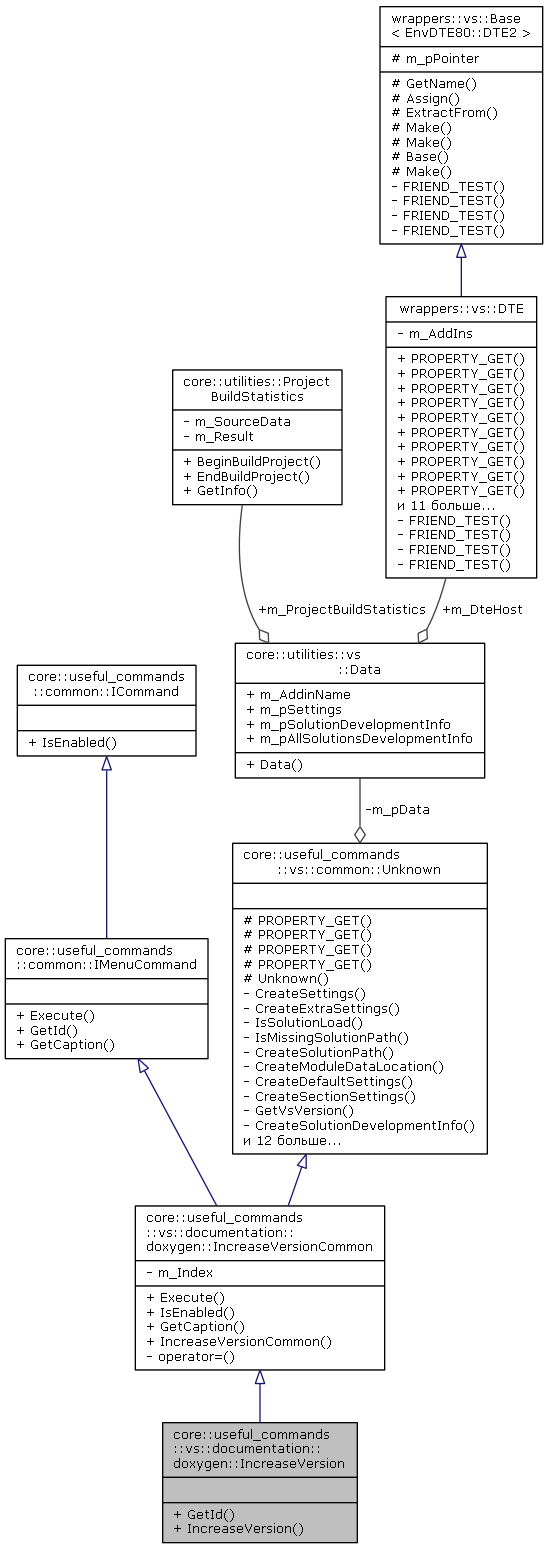 wrappers::vs::Base
< EnvDTE80::DTE2 >
# m_pPointer
# GetName()
# Assign()
# ExtractFrom()
# Make()
# Make()
# Base()
# Make()
- FRIEND_TEST()
- FRIEND_TEST()
- FRIEND_TEST()
- FRIEND_TEST()
wrappers::vs::DTE
- m_AddIns
+ PROPERTY_GET()
+ PROPERTY_GET()
+ PROPERTY_GET()
+ PROPERTY_GET()
+ PROPERTY_GET()
+ PROPERTY_GET()
+ PROPERTY_GET()
+ PROPERTY_GET()
+ PROPERTY_GET()
+ PROPERTY_GET()
и 11 больше...
- FRIEND_TEST()
- FRIEND_TEST()
- FRIEND_TEST()
- FRIEND_TEST()
core::utilities::Project
BuildStatistics
- m_SourceData
- m_Result
+ BeginBuildProject()
+ EndBuildProject()
+ GetInfo()
+m_ProjectBuildStatistics
+m_DteHost
core::utilities::vs
::Data
+ m_AddinName
+ m_pSettings
+ m_pSolutionDevelopmentInfo
+ m_pAllSolutionsDevelopmentInfo
+ Data()
core::useful_commands
::common::ICommand
+ IsEnabled()
-m_pData
core::useful_commands
::vs::common::Unknown
# PROPERTY_GET()
# PROPERTY_GET()
# PROPERTY_GET()
# PROPERTY_GET()
# Unknown()
- CreateSettings()
- CreateExtraSettings()
- IsSolutionLoad()
- IsMissingSolutionPath()
- CreateSolutionPath()
- CreateModuleDataLocation()
- CreateDefaultSettings()
- CreateSectionSettings()
- GetVsVersion()
- CreateSolutionDevelopmentInfo()
и 12 больше...
core::useful_commands
::common::IMenuCommand
+ Execute()
+ GetId()
+ GetCaption()
core::useful_commands
::vs::documentation::
doxygen::IncreaseVersionCommon
- m_Index
+ Execute()
+ IsEnabled()
+ GetCaption()
+ IncreaseVersionCommon()
- operator=()
core::useful_commands
::vs::documentation::
doxygen::IncreaseVersion
+ GetId()
+ IncreaseVersion()